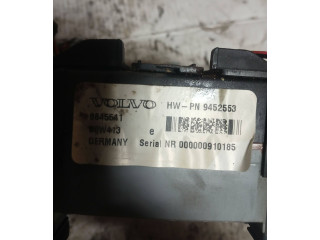 VOLVO HW-PN 9452553
e
GERMANY Serial NR 000000910185